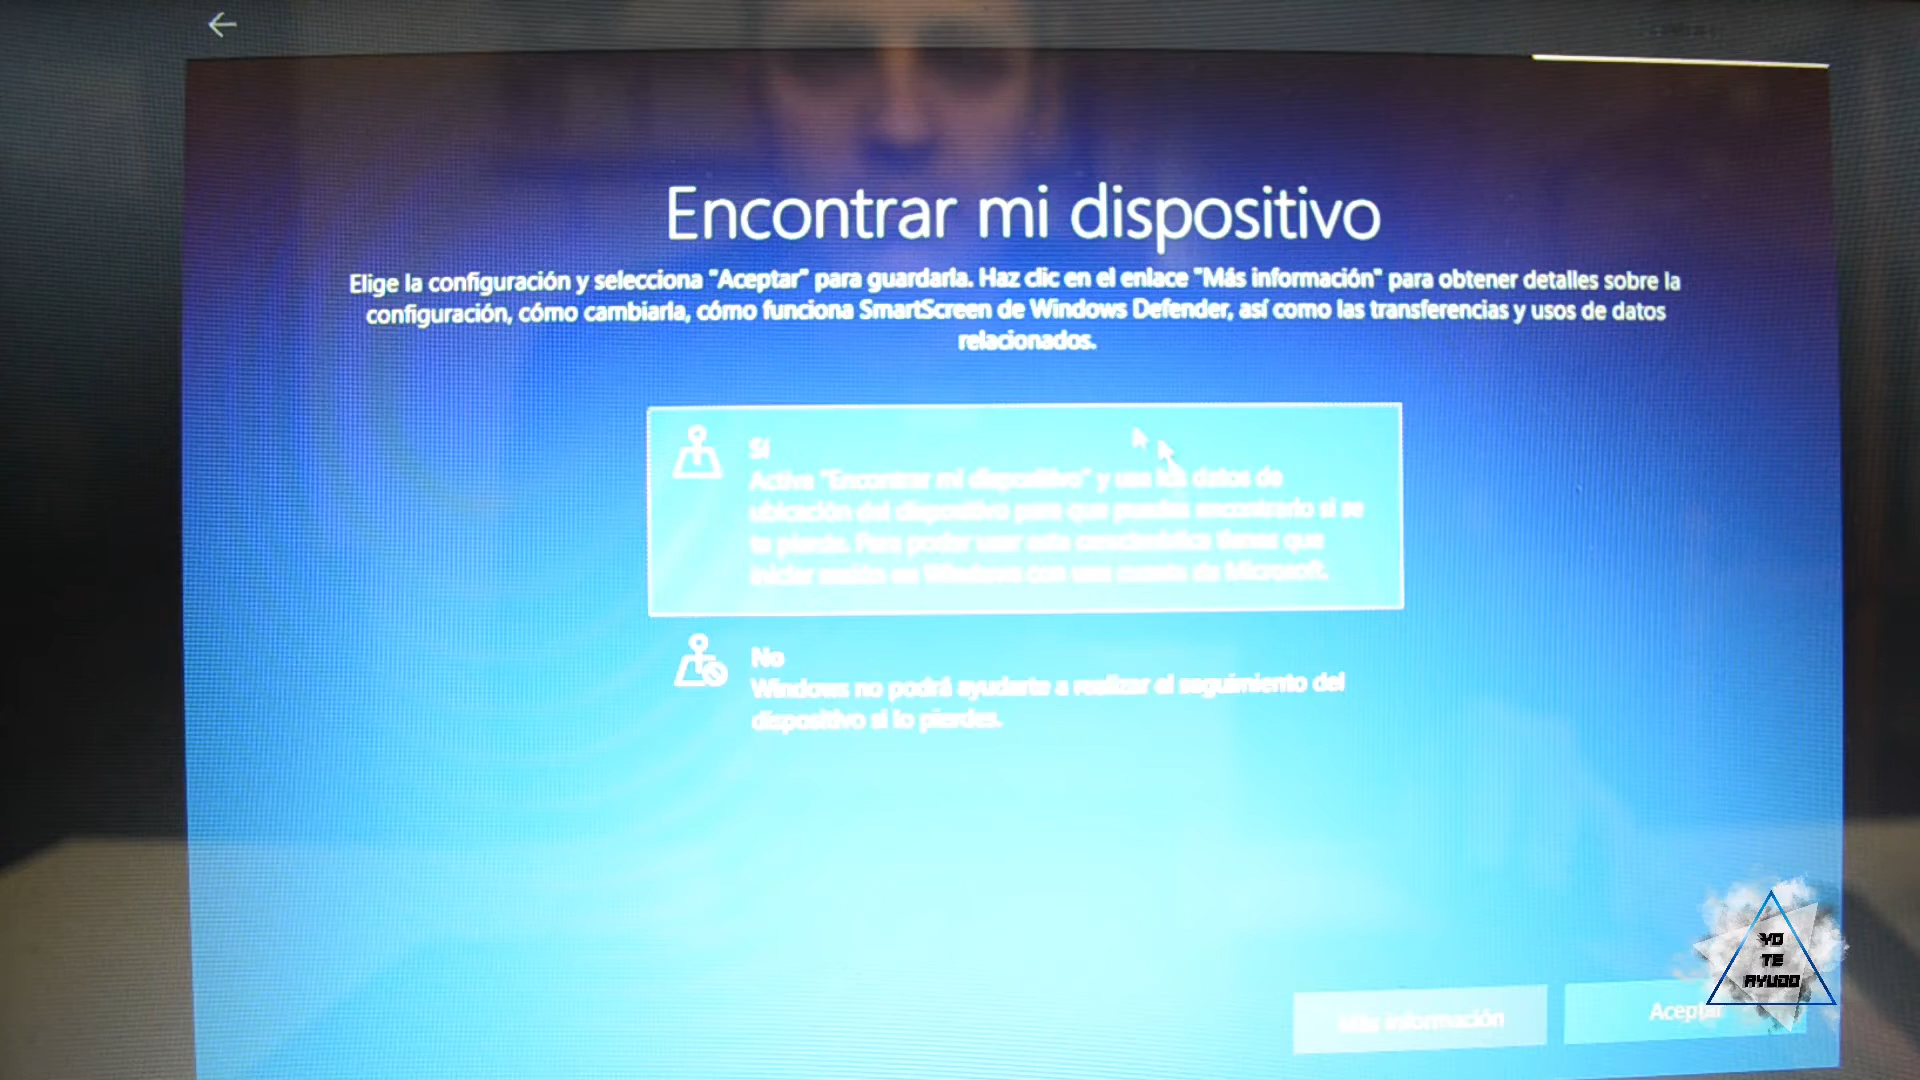 Encontrar mi dispositivo
Elige la configuración y selecciona "Aceptar" para guardarla. Haz clic en el enlace "Más información" para obtener detalles sobre la
configuración, cómo cambiarla, cómo funciona SmartScreen de Windows Defender, así como las transferencias y usos de datos
relacionados.
Sí
Activa "Encontrar mi dispositivo" y usa los datos de
ubicación del dispositivo para que puedas encontrarlo si se
te pierde. Para poder usar esta característica tienes que
iniciar sesión en Windows con una cuenta de Microsoft.
No
Windows no podrá ayudarte a realizar el seguimiento del
dispositivo si lo pierdes.
Más información
Aceptar
YO
TE
AYUDO